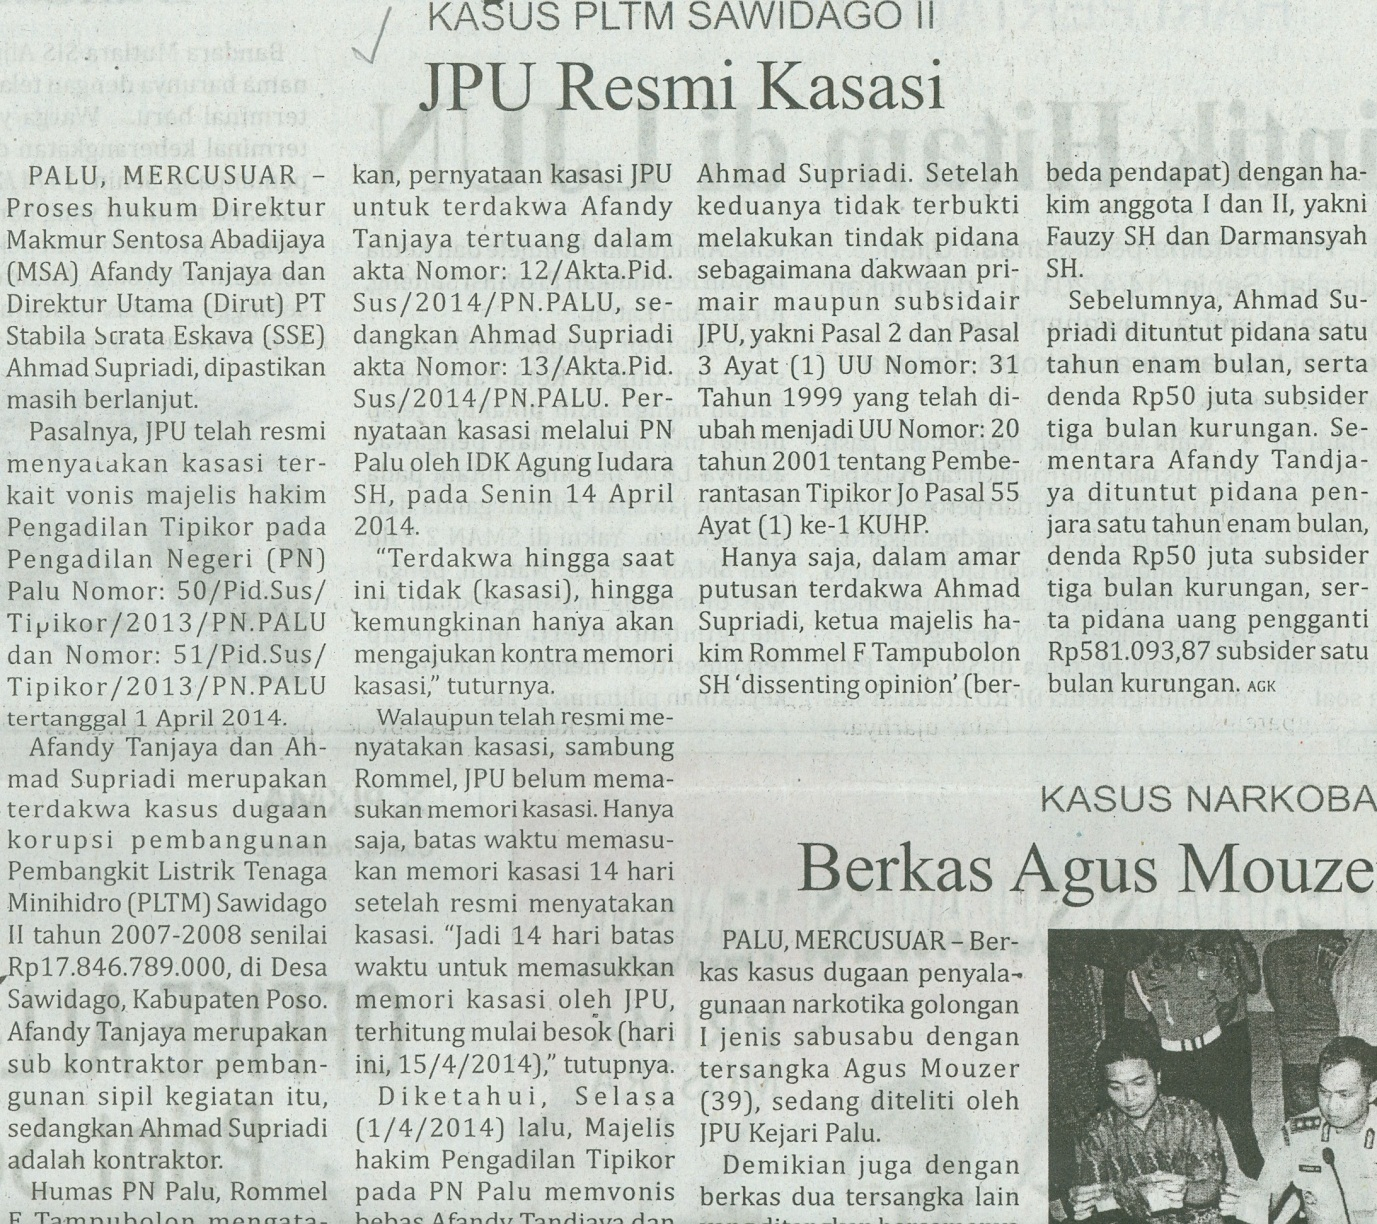 KASUS PLTM SAWIDAGO II
JPU Resmi Kasasi
PALU, MERCUSUAR –
Proses hukum Direktur
Makmur Sentosa Abadijaya
(MSA) Afandy Tanjaya dan
Direktur Utama (Dirut) PT
Stabila Scrata Eskava (SSE)
Ahmad Supriadi, dipastikan
masih berlanjut.
Pasalnya, JPU telah resmi
menyatakan kasasi ter-
kait vonis majelis hakim
Pengadilan Tipikor pada
Pengadilan Negeri (PN)
Palu Nomor: 50/Pid.Sus/
Tipikor/2013/PN.PALU
dan Nomor: 51/Pid.Sus/
Tipikor/2013/PN.PALU
tertanggal 1 April 2014.
Afandy Tanjaya dan Ah-
mad Supriadi merupakan
terdakwa kasus dugaan
korupsi pembangunan
Pembangkit Listrik Tenaga
Minihidro (PLTM) Sawidago
II tahun 2007-2008 senilai
Rp17.846.789.000, di Desa
Sawidago, Kabupaten Poso.
Afandy Tanjaya merupakan
sub kontraktor pemban-
gunan sipil kegiatan itu,
sedangkan Ahmad Supriadi
adalah kontraktor.
Humas PN Palu, Rommel
F Tampubolon mengata-
kan, pernyataan kasasi JPU
untuk terdakwa Afandy
Tanjaya tertuang dalam
akta Nomor: 12/Akta.Pid.
Sus/2014/PN.PALU, se-
dangkan Ahmad Supriadi
akta Nomor: 13/Akta.Pid.
Sus/2014/PN.PALU. Per-
nyataan kasasi melalui PN
Palu oleh IDK Agung Iudara
SH, pada Senin 14 April
2014.
“Terdakwa hingga saat
ini tidak (kasasi), hingga
kemungkinan hanya akan
mengajukan kontra memori
kasasi,” tuturnya.
Walaupun telah resmi me-
nyatakan kasasi, sambung
Rommel, JPU belum mema-
sukan memori kasasi. Hanya
saja, batas waktu memasu-
kan memori kasasi 14 hari
setelah resmi menyatakan
kasasi. “Jadi 14 hari batas
waktu untuk memasukkan
memori kasasi oleh JPU,
terhitung mulai besok (hari
ini, 15/4/2014),” tutupnya.
Diketahui, Selasa
(1/4/2014) lalu, Majelis
hakim Pengadilan Tipikor
pada PN Palu memvonis
bebas Afandy Tandjaya dan
Ahmad Supriadi. Setelah
keduanya tidak terbukti
melakukan tindak pidana
sebagaimana dakwaan pri-
mair maupun subsidair
JPU, yakni Pasal 2 dan Pasal
3 Ayat (1) UU Nomor: 31
Tahun 1999 yang telah di-
ubah menjadi UU Nomor: 20
tahun 2001 tentang Pembe-
rantasan Tipikor Jo Pasal 55
Ayat (1) ke-1 KUHP.
Hanya saja, dalam amar
putusan terdakwa Ahmad
Supriadi, ketua majelis ha-
kim Rommel F Tampubolon
SH ‘dissenting opinion’ (ber-
beda pendapat) dengan ha-
kim anggota I dan II, yakni
Fauzy SH dan Darmansyah
SH.
Sebelumnya, Ahmad Su-
priadi dituntut pidana satu
tahun enam bulan, serta
denda Rp50 juta subsider
tiga bulan kurungan. Se-
mentara Afandy Tandja-
ya dituntut pidana pen-
jara satu tahun enam bulan,
denda Rp50 juta subsider
tiga bulan kurungan, ser-
ta pidana uang pengganti
Rp581.093,87 subsider satu
bulan kurungan. AGK
KASUS NARKOBA
Berkas Agus Mouzer
PALU, MERCUSUAR – Ber-
kas kasus dugaan penyala-
gunaan narkotika golongan
I jenis sabusabu dengan
tersangka Agus Mouzer
(39), sedang diteliti oleh
JPU Kejari Palu.
Demikian juga dengan
berkas dua tersangka lain